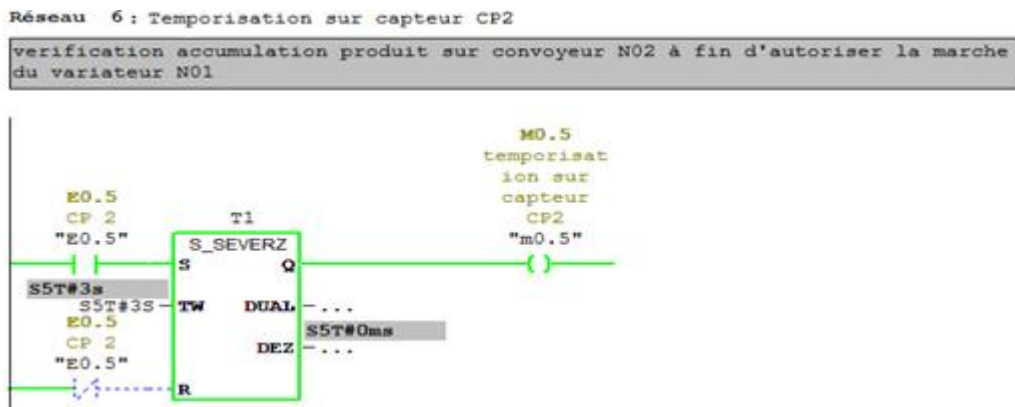 Réseau 6 : Temporisation sur capteur CP2
verification accumulation produit sur convoyeur N02 à fin d'autoriser la marche
du variateur N01
M0.5
temporisat
ion sur
capteur
CP2
"m0.5"
E0.5
CP 2
"E0.5"
T1
S_SEVERZ
S Q
S5T#3s
S5T#3S TW DUAL ...
S5T#0ms
DEZ ...
E0.5
CP 2
"E0.5"
R